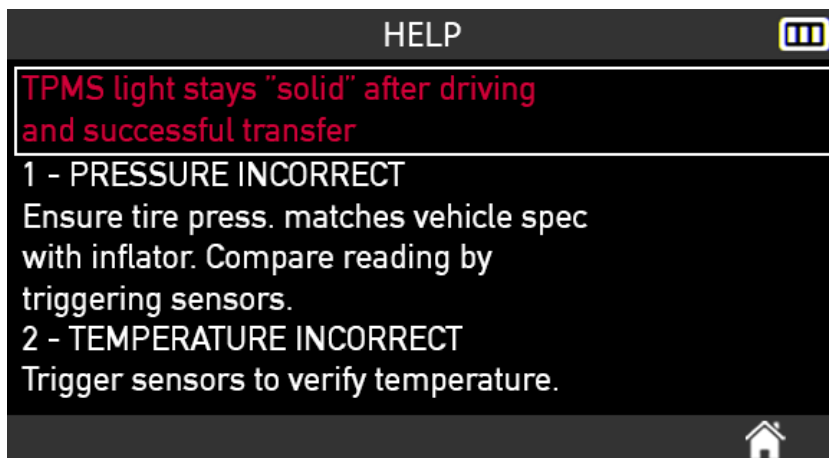 HELP
TPMS light stays "solid" after driving
and successful transfer
1 - PRESSURE INCORRECT
Ensure tire press. matches vehicle spec
with inflator. Compare reading by
triggering sensors.
2 - TEMPERATURE INCORRECT
Trigger sensors to verify temperature.